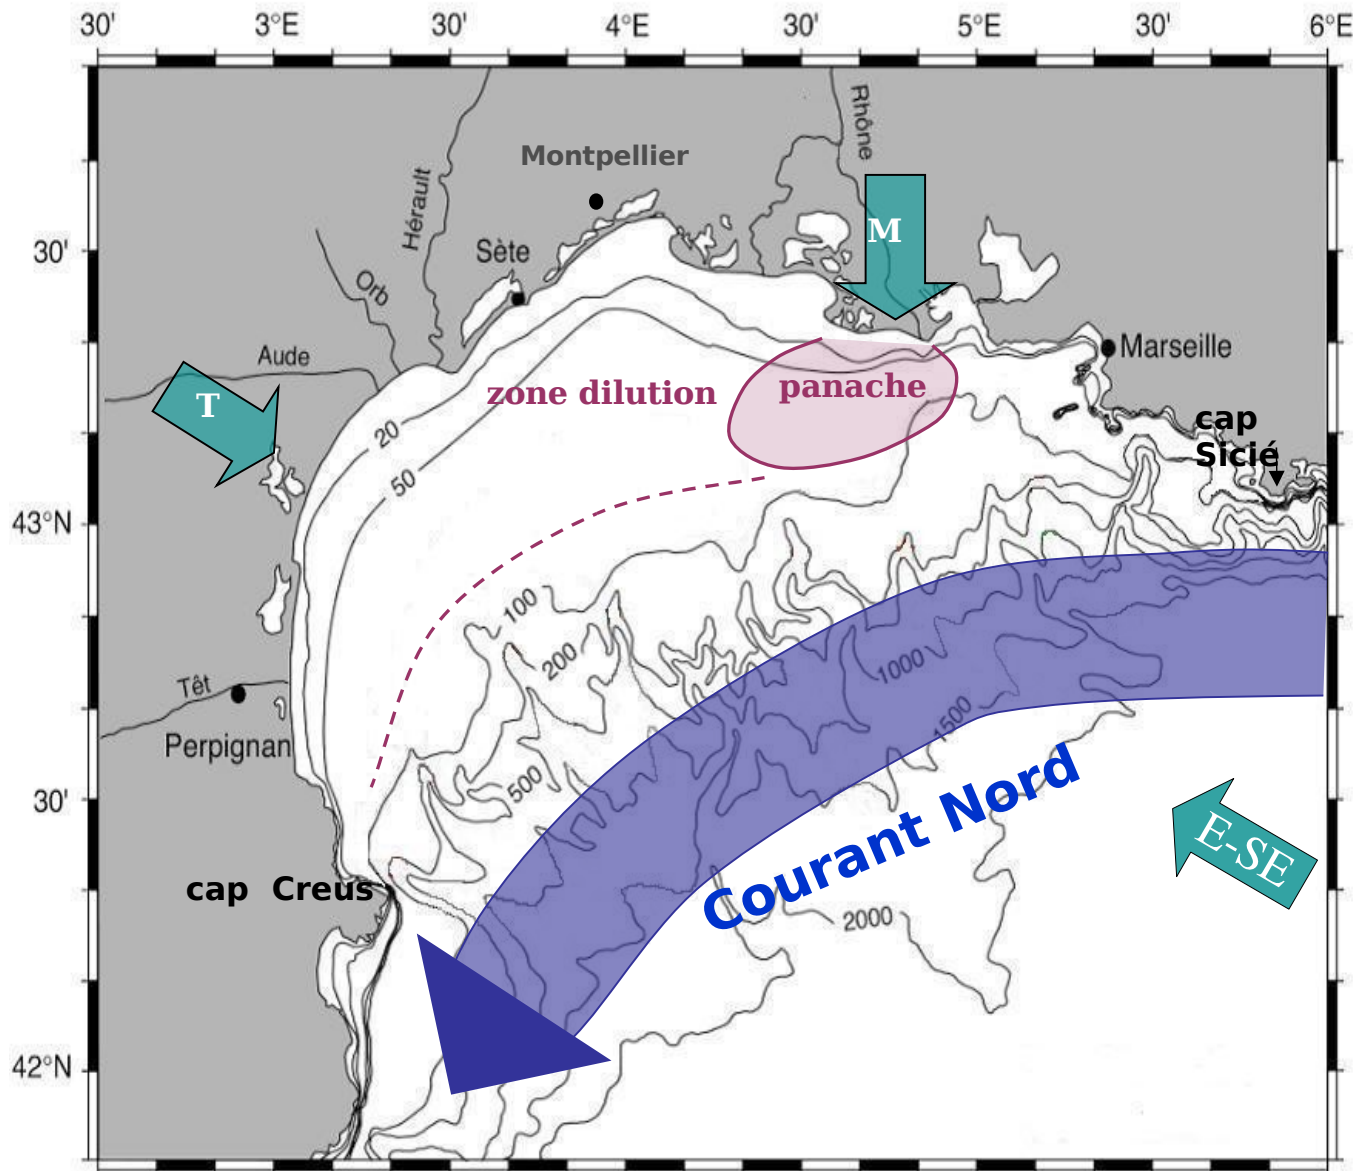 30' 3°E 30' 4°E 30' 5°E 30' 6°E
Rhône
Montpellier
Hérault
M
30'
Sète
Orb
Aude
Marseille
zone dilution
panache
T
cap
Sicié
20
50
43°N
100
200
1000
Têt
1500
Perpignan
500
30'
Courant Nord
E-SE
cap Creus
2000
42°N